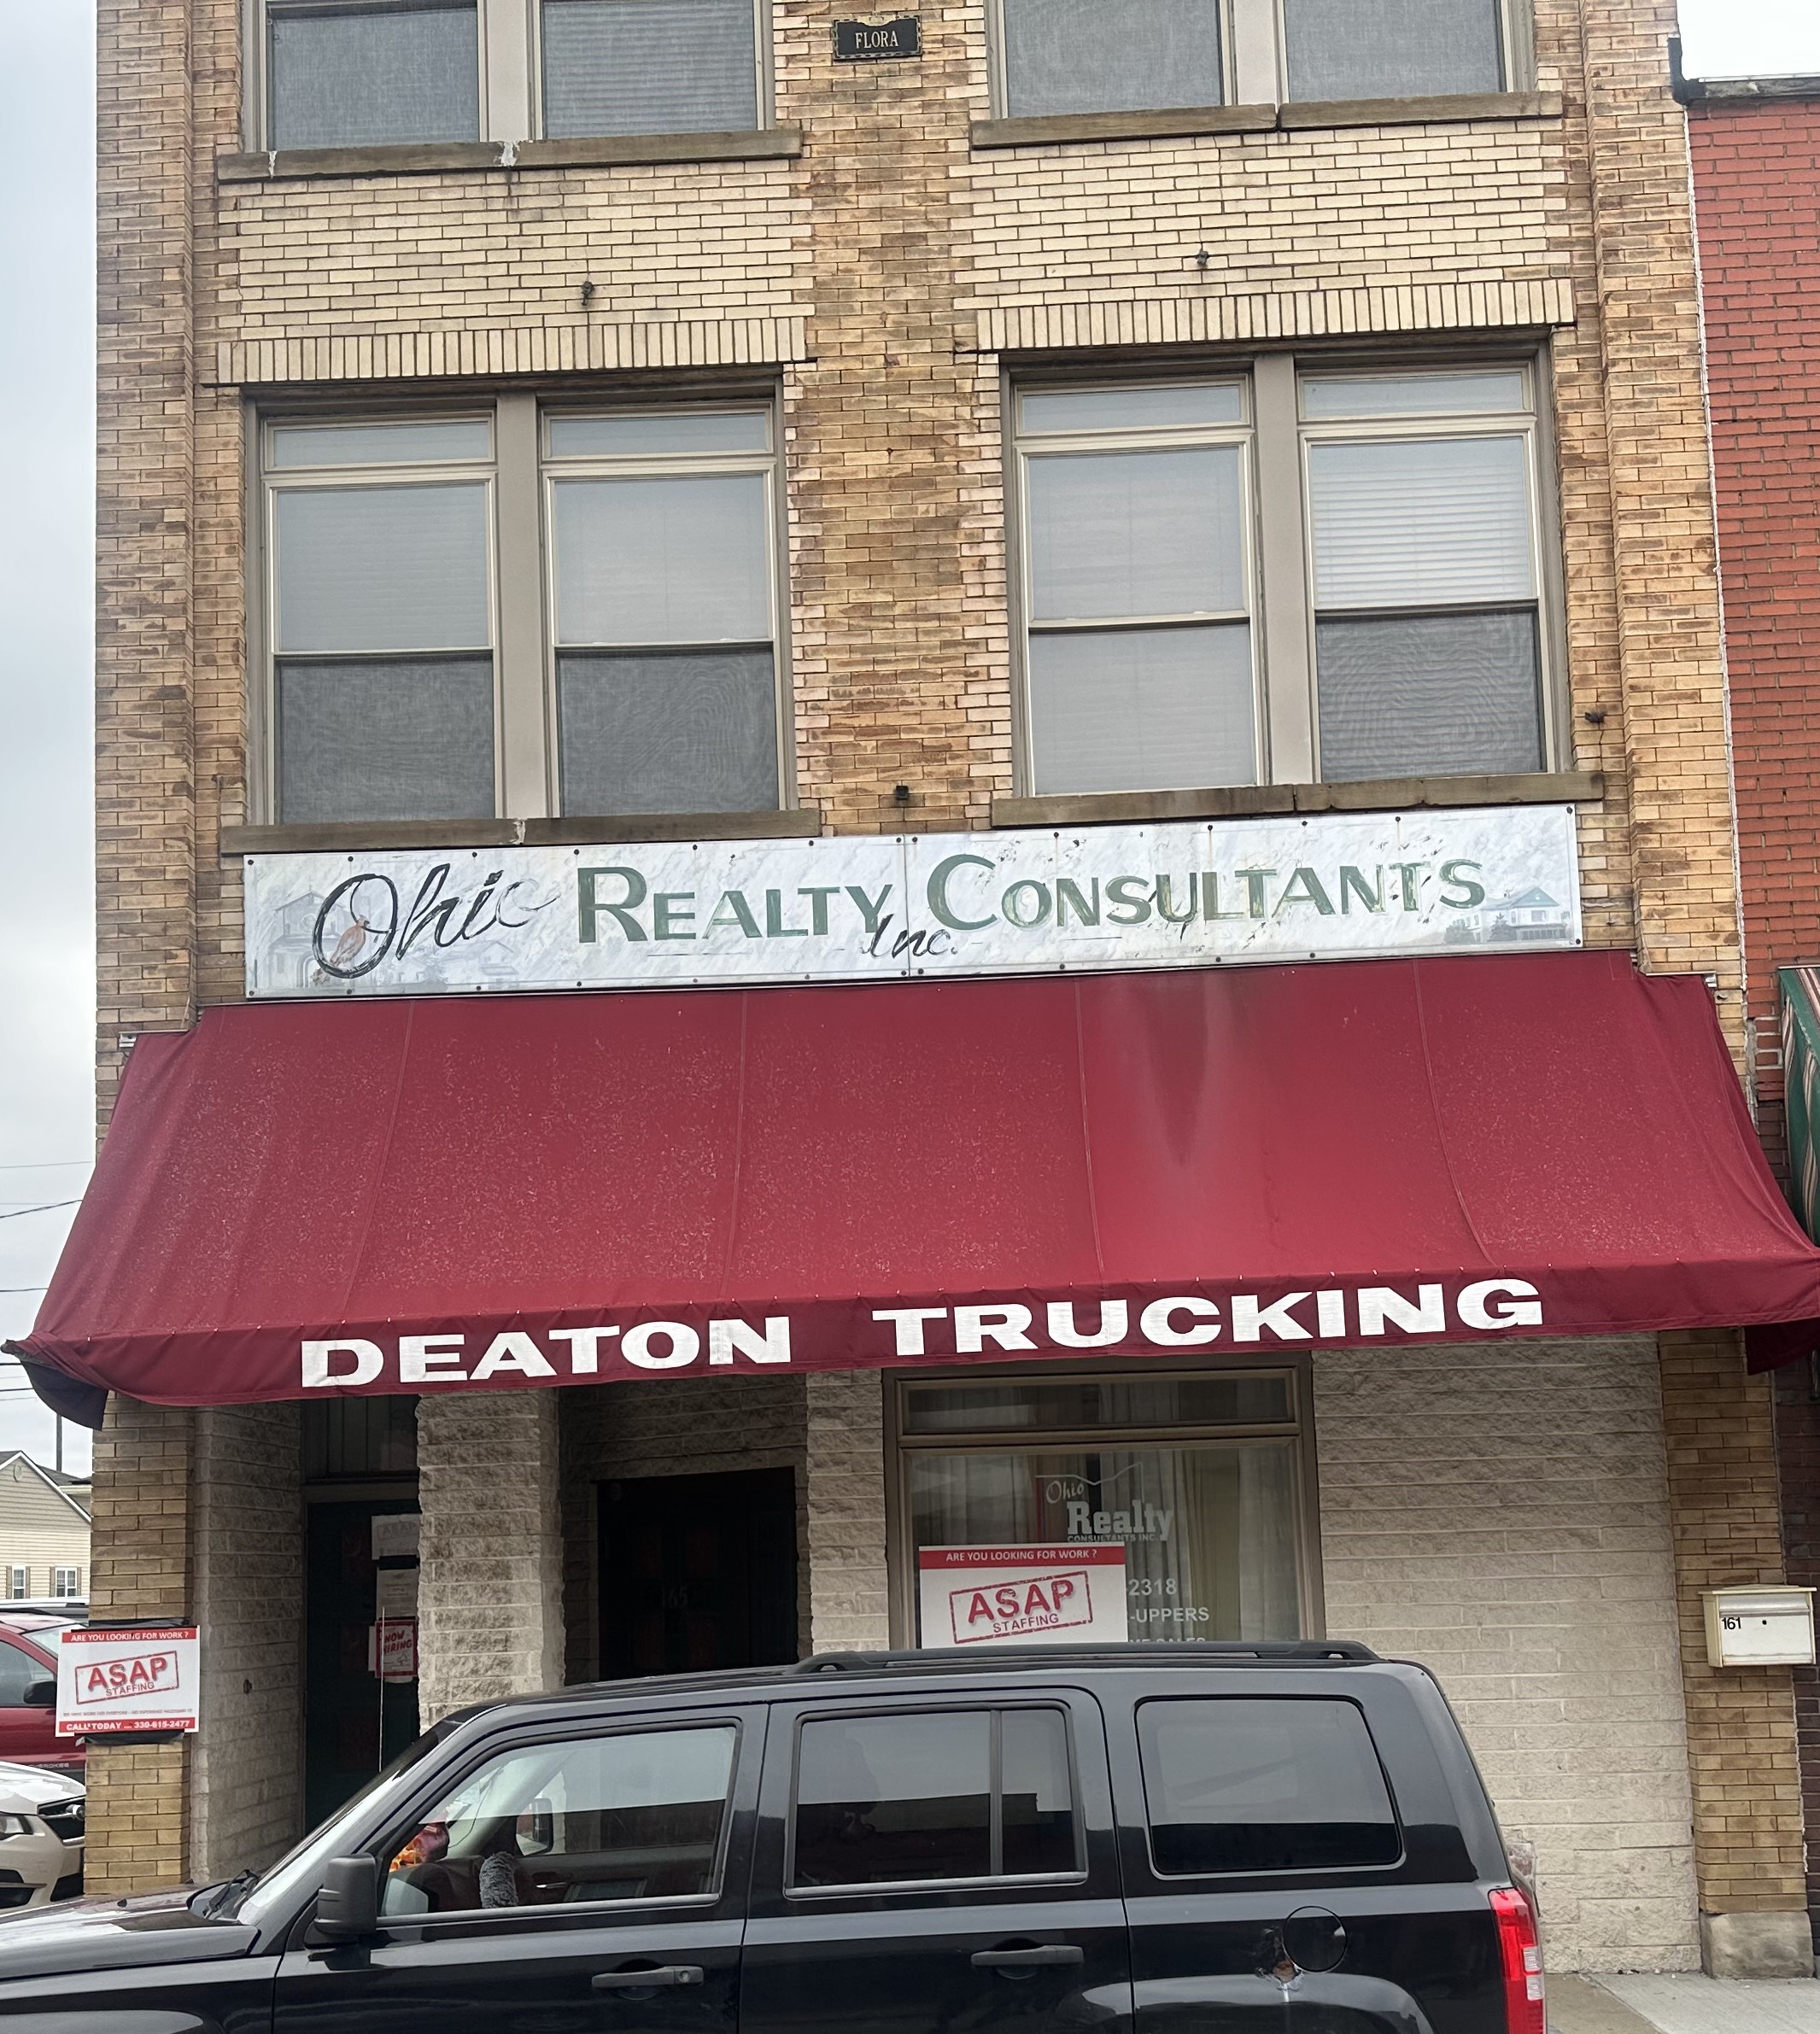 FLORA
Ohio REALTY CONSULTANTS
Inc.
DEATON TRUCKING
Ohio
Realty
CONSULTANTS INC
ARE YOU LOOKING FOR WORK ?
ASAP
STAFFING
-2318
-UPPERS
165
NOW
HIRING
161
ARE YOU LOOKING FOR WORK ?
ASAP
STAFFING
CALL TODAY ... 330-615-2477